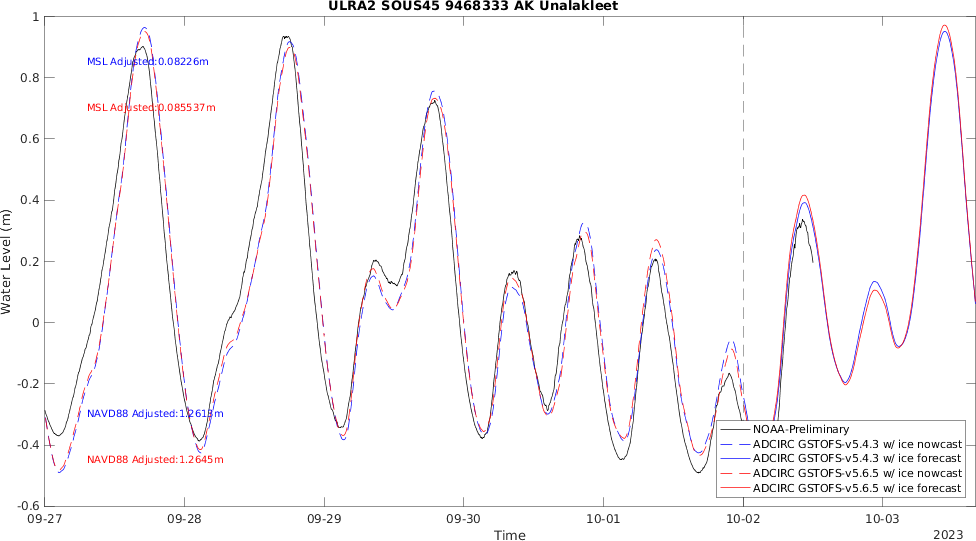 ULRA2 SOUS45 9468333 AK Unalakleet
1
0.8
0.6
0.4
0.2
0
-0.2
-0.4
-0.6
Water Level (m)
MSL Adjusted:0.08226m
MSL Adjusted:0.085537m
NAVD88 Adjusted:1.2613m
NAVD88 Adjusted:1.2645m
NOAA-Preliminary
ADCIRC GSTOFS-v5.4.3 w/ ice nowcast
ADCIRC GSTOFS-v5.4.3 w/ ice forecast
ADCIRC GSTOFS-v5.6.5 w/ ice nowcast
ADCIRC GSTOFS-v5.6.5 w/ ice forecast
09-27 09-28 09-29 09-30 10-01 10-02 10-03
Time
2023